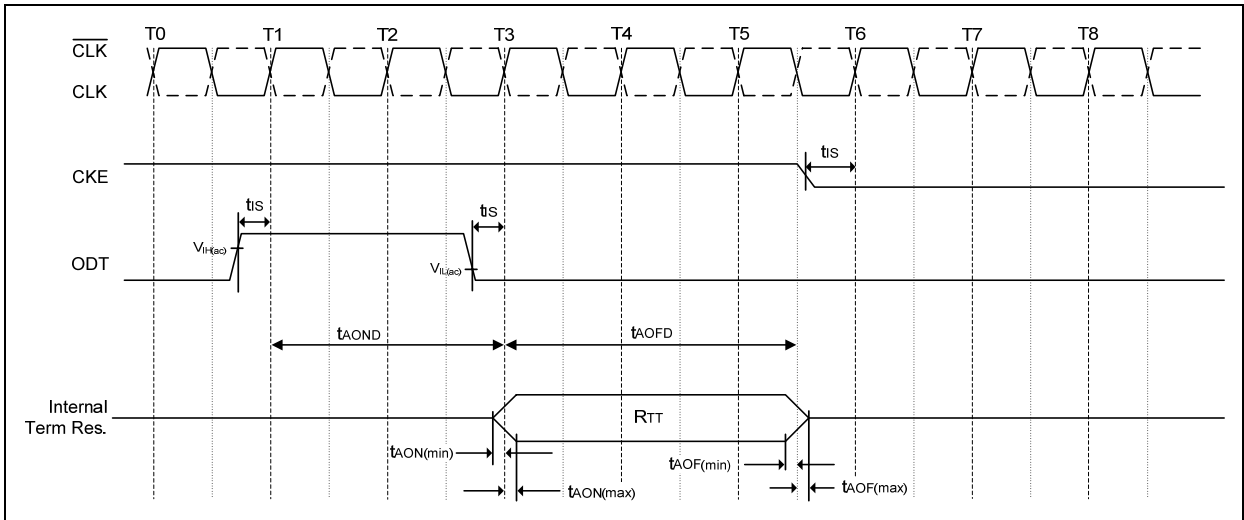 T0 T1 T2 T3 T4 T5 T6 T7 T8
CLK
CLK
CKE
tIS
tIS
tIS
VIH(ac)
ODT
VIL(ac)
tAOND
tAOFD
Internal
Term Res.
RTT
tAON(min)
tAOF(min)
tAON(max)
tAOF(max)